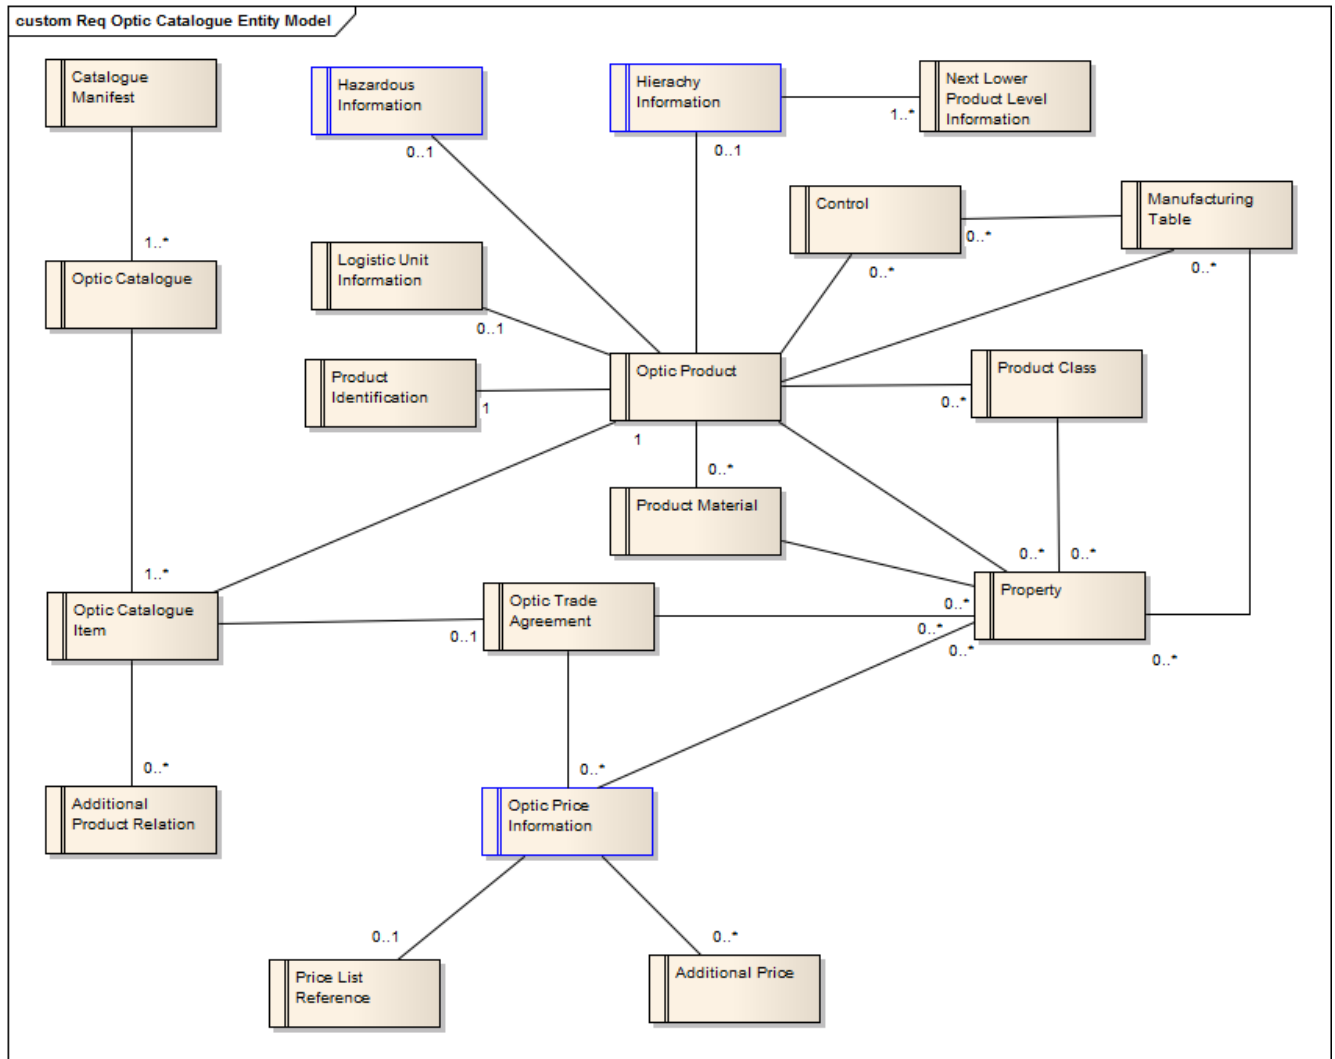 custom Req Optic Catalogue Entity Model
Catalogue
Manifest
Hazardous
Information
Hierachy
Information
Next Lower
Product Level
Information
1..*
0..1
0..1
Control
Manufacturing
Table
0..*
0..*
0..*
1..*
Optic Catalogue
Logistic Unit
Information
0..1
Product
Identification
1
Optic Product
Product Class
0..*
1
0..*
Product Material
0..*
0..*
1..*
Optic Catalogue
Item
Optic Trade
Agreement
Property
0..*
0..1
0..*
0..*
0..*
0..*
0..*
Additional
Product Relation
Optic Price
Information
0..1
0..*
Price List
Reference
Additional Price